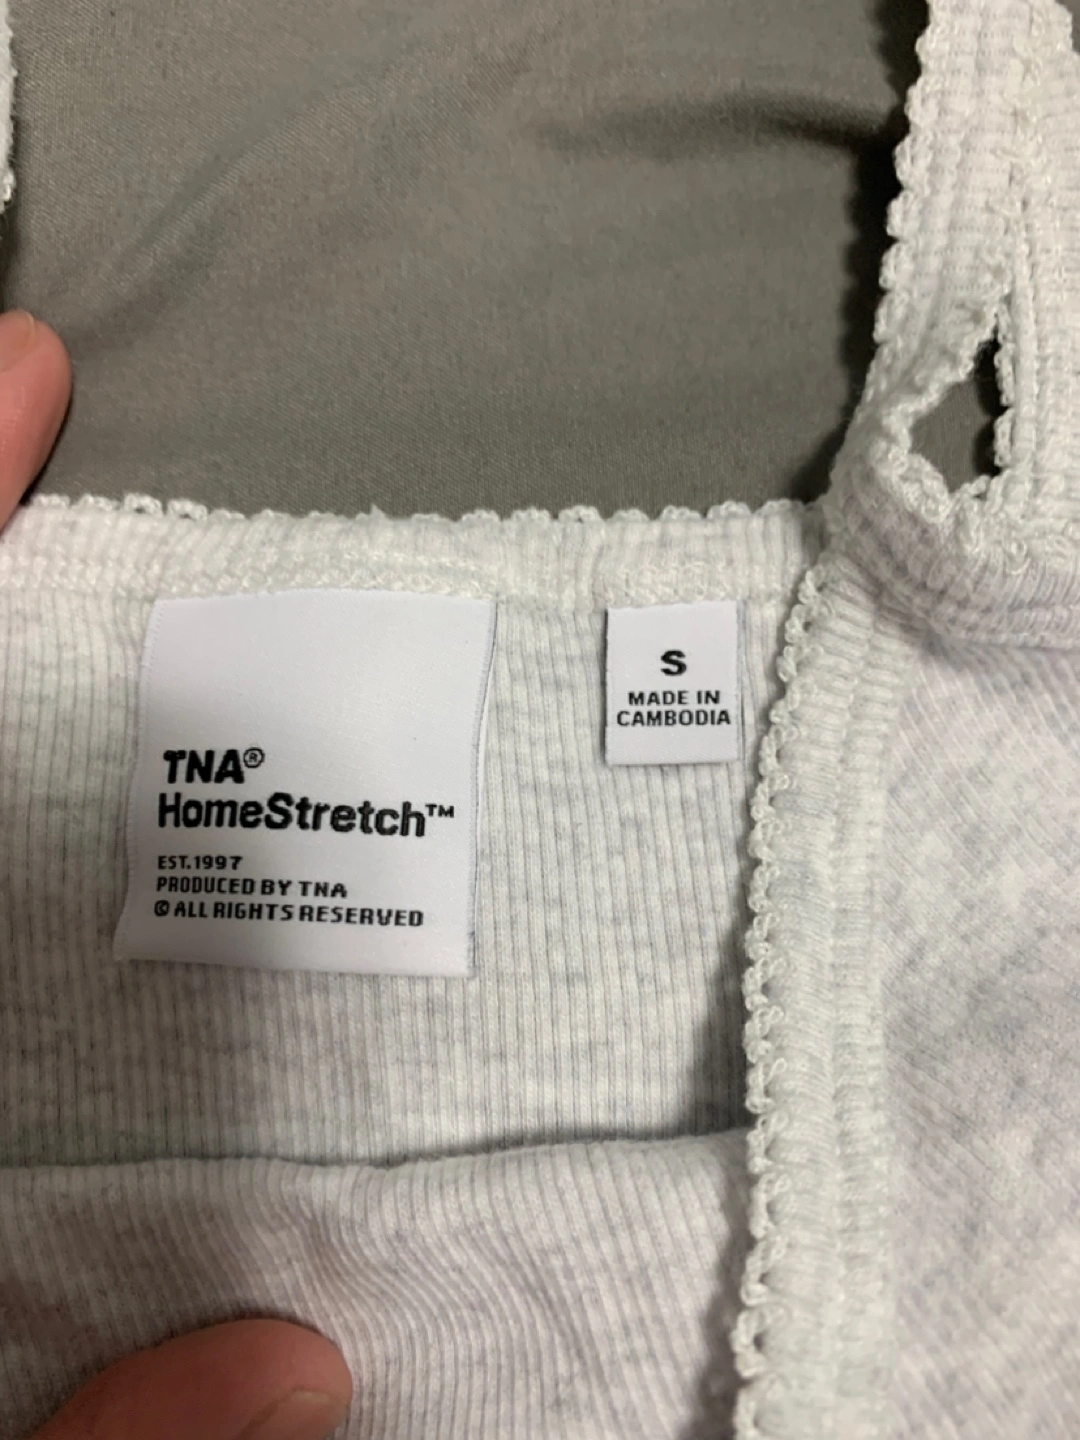 TNA®
HomeStretch™
EST.1997
PRODUCED BY TNA
© ALL RIGHTS RESERVED
S
MADE IN
CAMBODIA